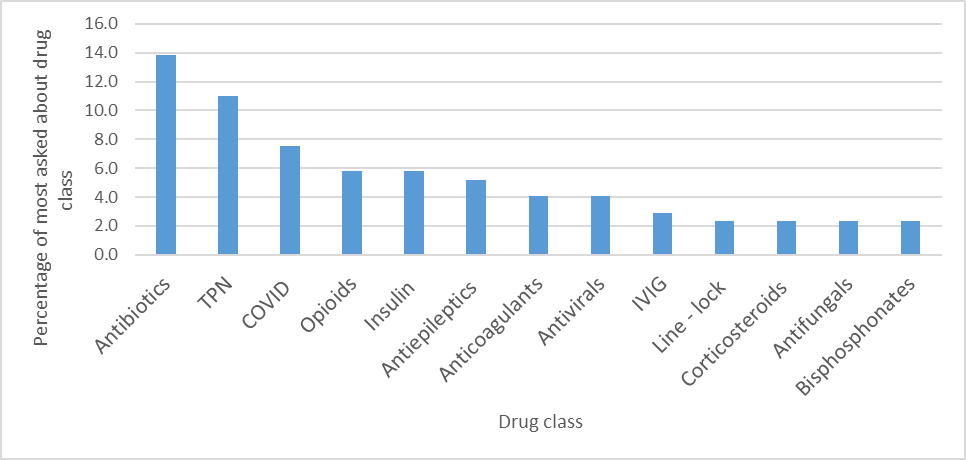 Percentage of most asked about drug
class
16.0
14.0
12.0
10.0
8.0
6.0
4.0
2.0
0.0
Antibiotics
TPN
COVID
Opioids
Insulin
Antiepileptics
Anticoagulants
Antivirals
IVIG
Line - lock
Corticosteroids
Antifungals
Bisphosphonates
Drug class